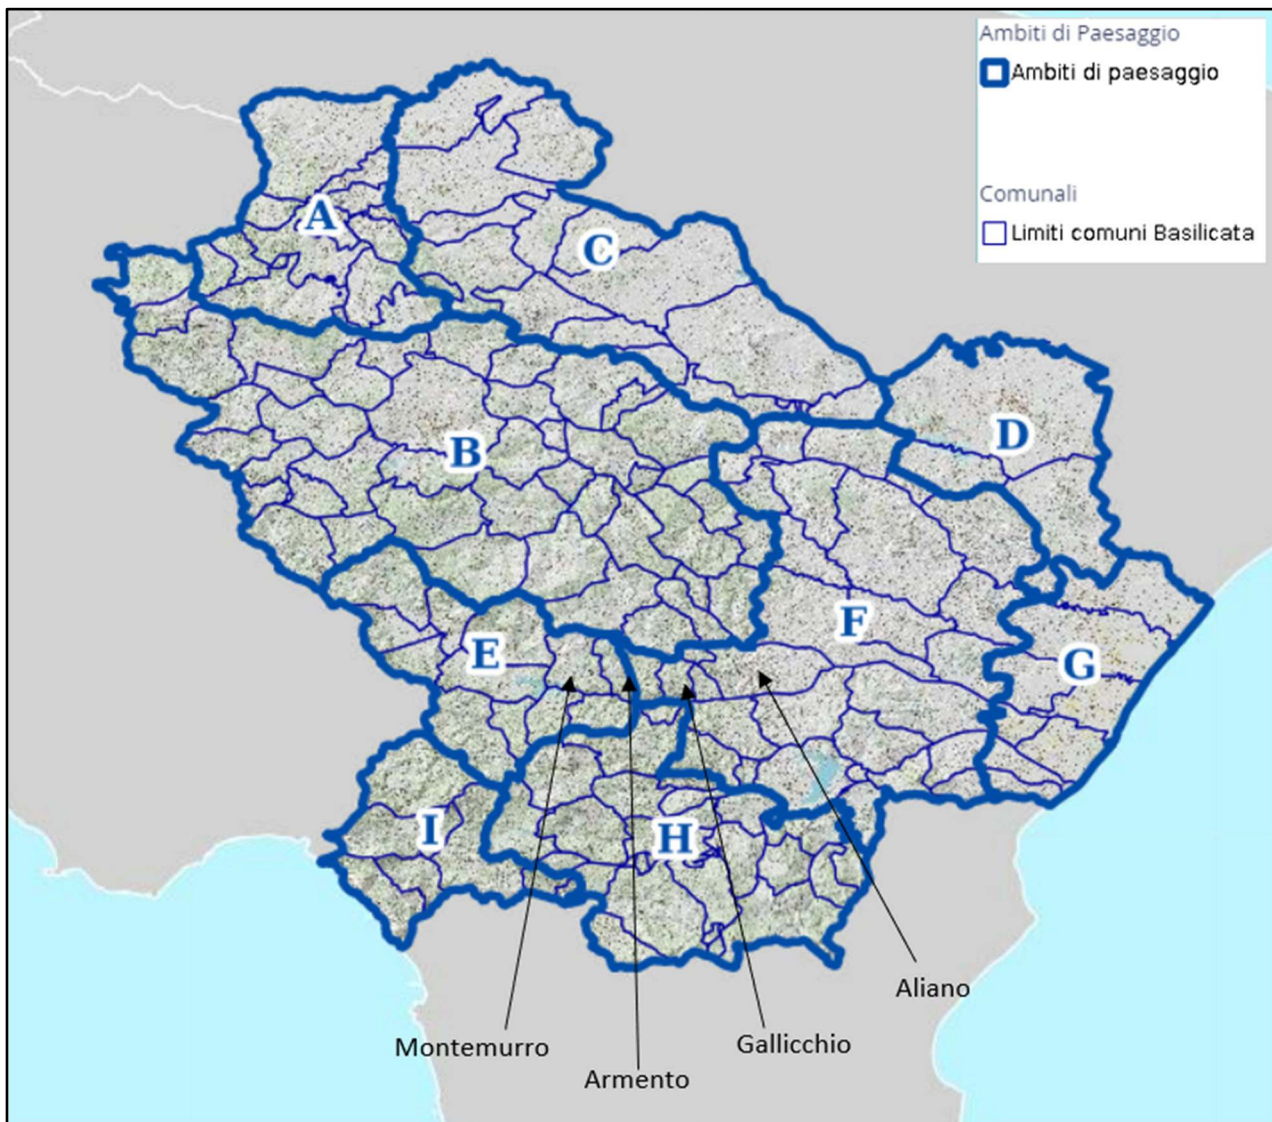 Ambiti di Paesaggio
Ambiti di paesaggio
Comunali
Limiti comuni Basilicata
A
C
B
D
E
F
G
I
H
Aliano
Montemurro
Gallicchio
Armento